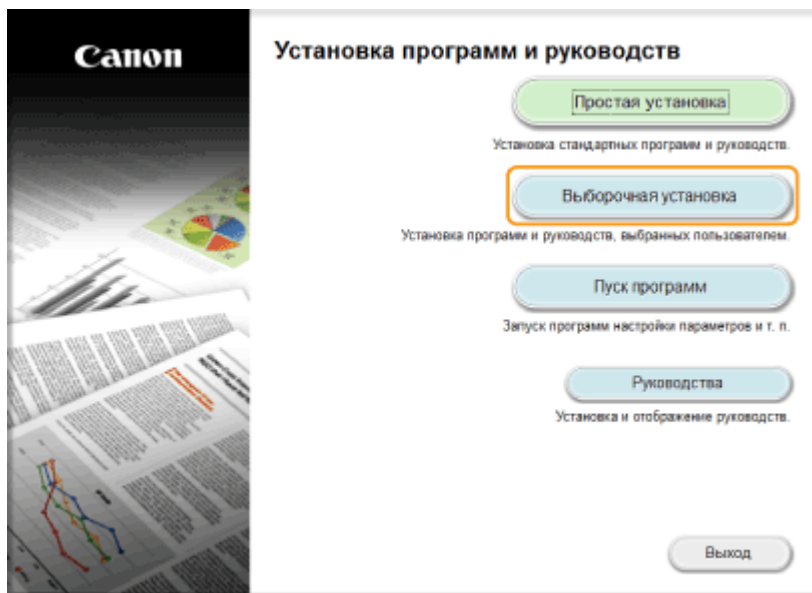 Canon
Установка программ и руководств
Простая установка
Установка стандартных программ и руководств.
Выборочная установка
Установка программ и руководств, выбранных пользователем.
Пуск программ
Запуск программ настройки параметров и т. п.
Руководства
Установка и отображение руководств.
Выход